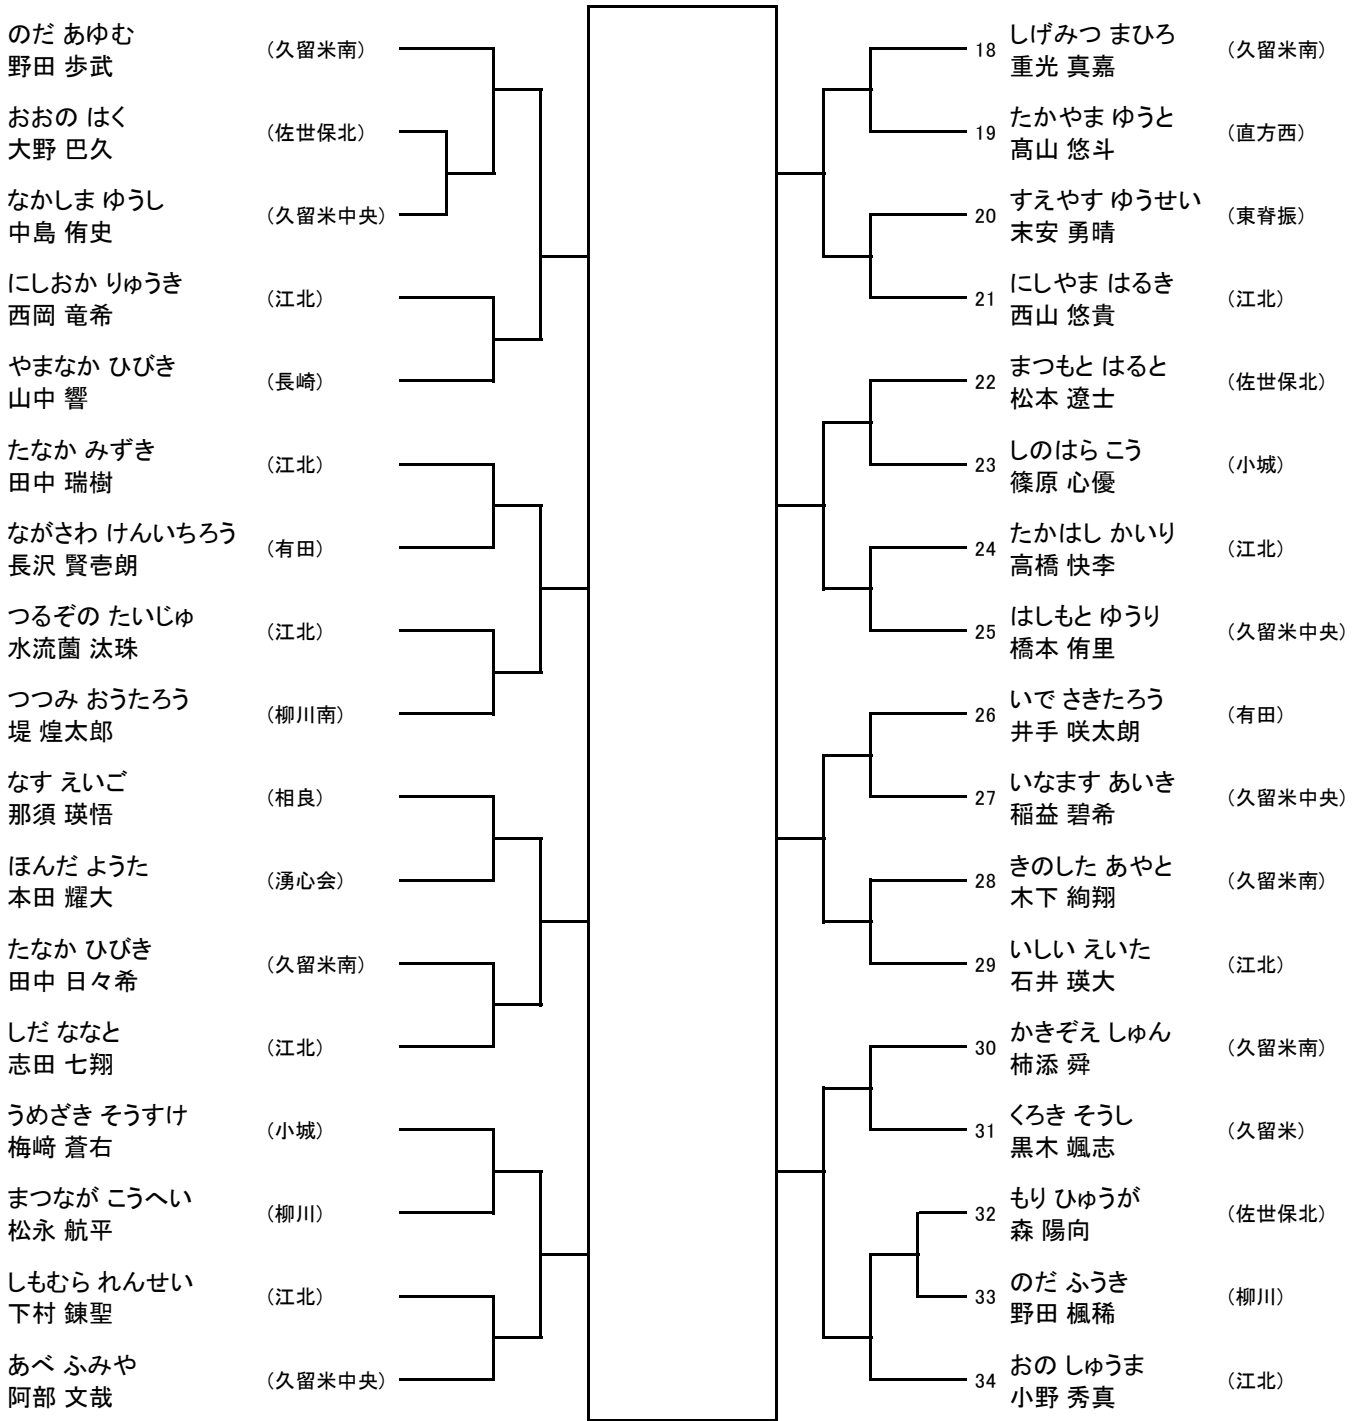 のだ あゆむ
野田 歩武
（久留米南）
おおの はく
大野 巴久
（佐世保北）
なかしま ゆうし
中島 侑史
（久留米中央）
にしおか りゅうき
西岡 竜希
（江北）
やまなか ひびき
山中 響
（長崎）
たなか みずき
田中 瑞樹
（江北）
ながさわ けんいちろう
長沢 賢壱朗
（有田）
つるぞの たいじゅ
水流薗 汰珠
（江北）
つつみ おうたろう
堤 煌太郎
（柳川南）
なす えいご
那須 瑛悟
（相良）
ほんだ ようた
本田 耀大
（湧心会）
たなか ひびき
田中 日々希
（久留米南）
しだ ななと
志田 七翔
（江北）
うめざき そうすけ
梅﨑 蒼右
（小城）
まつなが こうへい
松永 航平
（柳川）
しもむら れんせい
下村 錬聖
（江北）
あべ ふみや
阿部 文哉
（久留米中央）
18 しげみつ まひろ
重光 真嘉
（久留米南）
19 たかやま ゆうと
髙山 悠斗
（直方西）
20 すえやす ゆうせい
末安 勇晴
（東脊振）
21 にしやま はるき
西山 悠貴
（江北）
22 まつもと はると
松本 遼士
（佐世保北）
23 しのはら こう
篠原 心優
（小城）
24 たかはし かいり
高橋 快李
（江北）
25 はしもと ゆうり
橋本 侑里
（久留米中央）
26 いで さきたろう
井手 咲太朗
（有田）
27 いなます あいき
稲益 碧希
（久留米中央）
28 きのした あやと
木下 絢翔
（久留米南）
29 いしい えいた
石井 瑛大
（江北）
30 かきぞえ しゅん
柿添 舜
（久留米南）
31 くろき そうし
黒木 颯志
（久留米）
32 もり ひゅうが
森 陽向
（佐世保北）
33 のだ ふうき
野田 楓稀
（柳川）
34 おの しゅうま
小野 秀真
（江北）